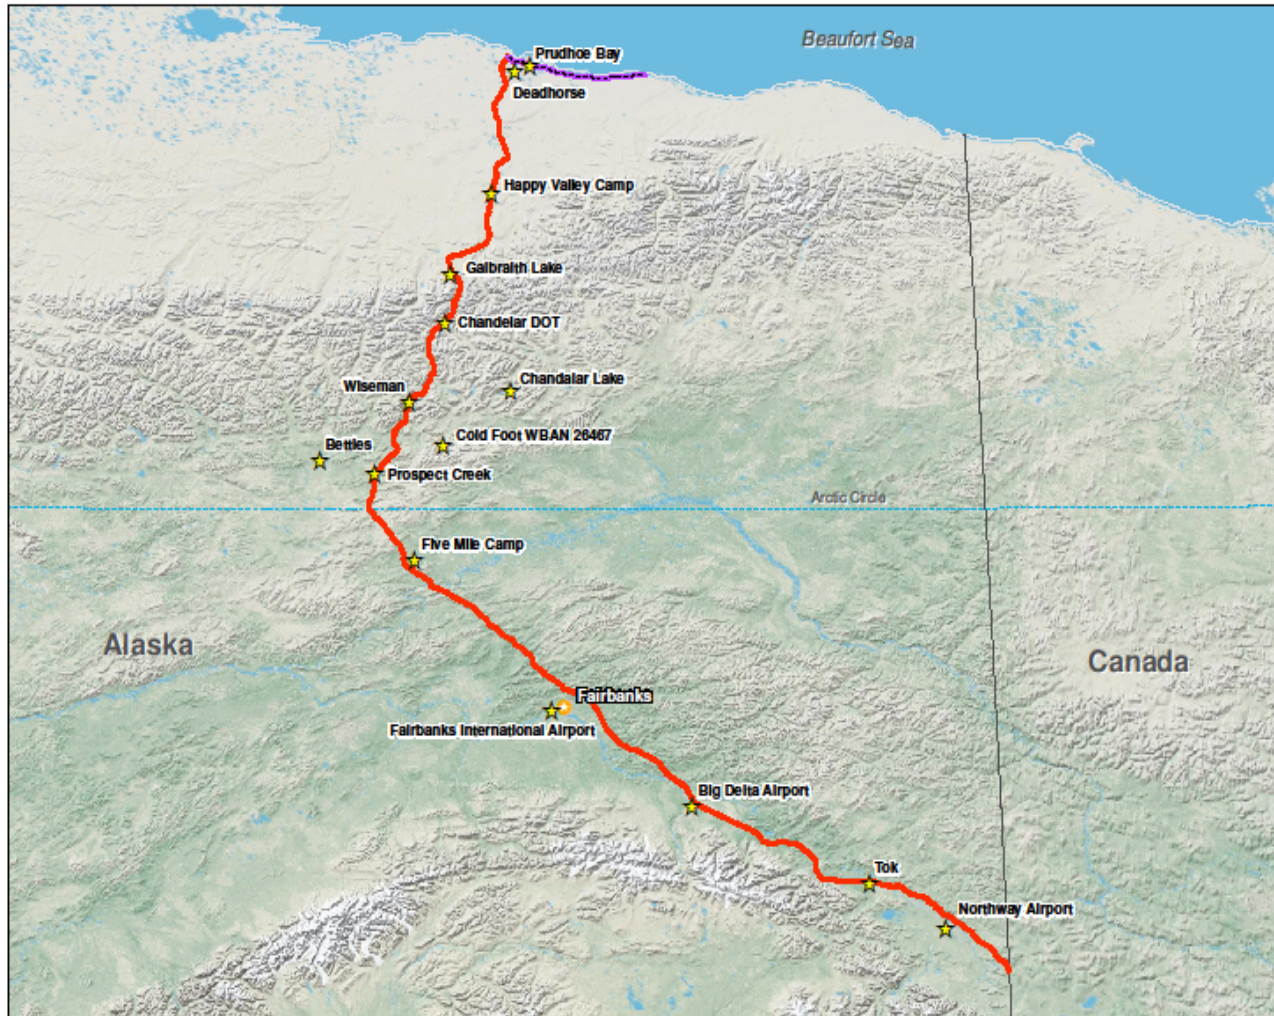 Beaufort Sea
Prudhoe Bay
Deadhorse
Happy Valley Camp
Galbraith Lake
Chandelar DOT
Chandalar Lake
Wiseman
Cold Foot WBAN 26467
Bettles
Prospect Creek
Arctic Circle
Five Mile Camp
Alaska
Canada
Fairbanks
Fairbanks International Airport
Big Delta Airport
Tok
Northway Airport